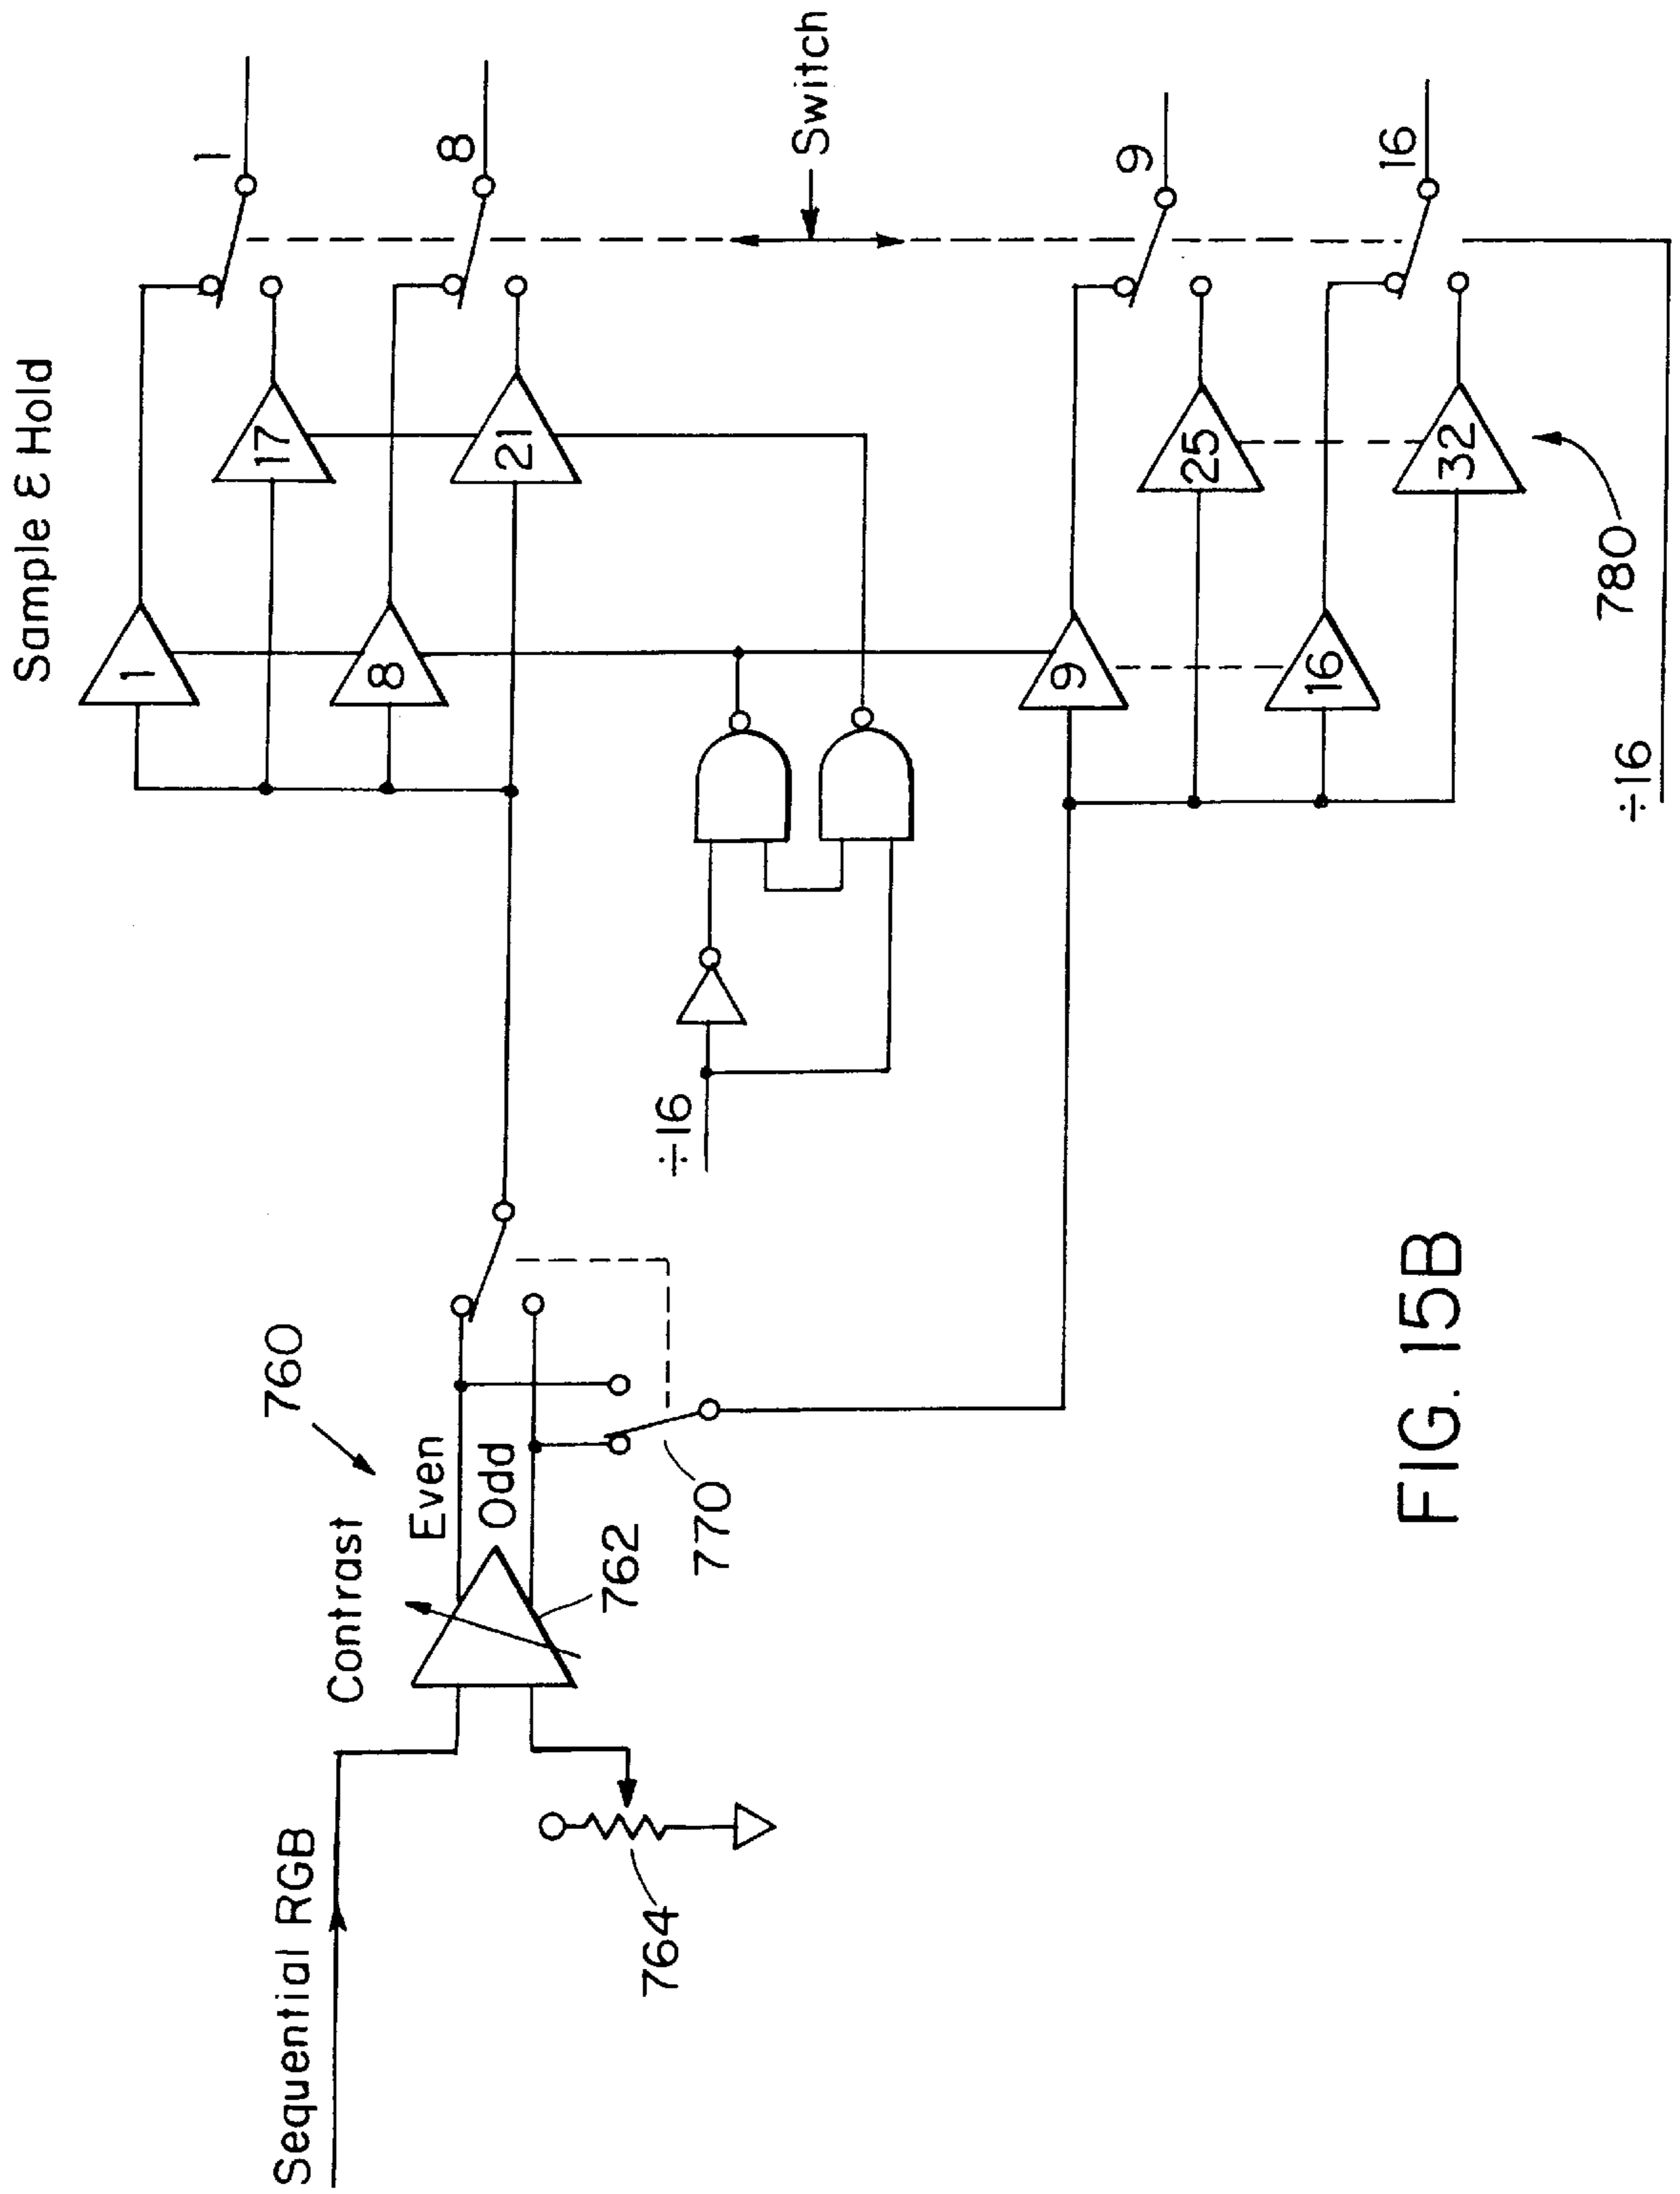 Sample & Hold
1
17
8
21
1
8
Switch
Sequential RGB
Contrast
760
Even
Odd
762
764
770
÷16
9
25
16
32
9
16
780
÷16
FIG. 15B